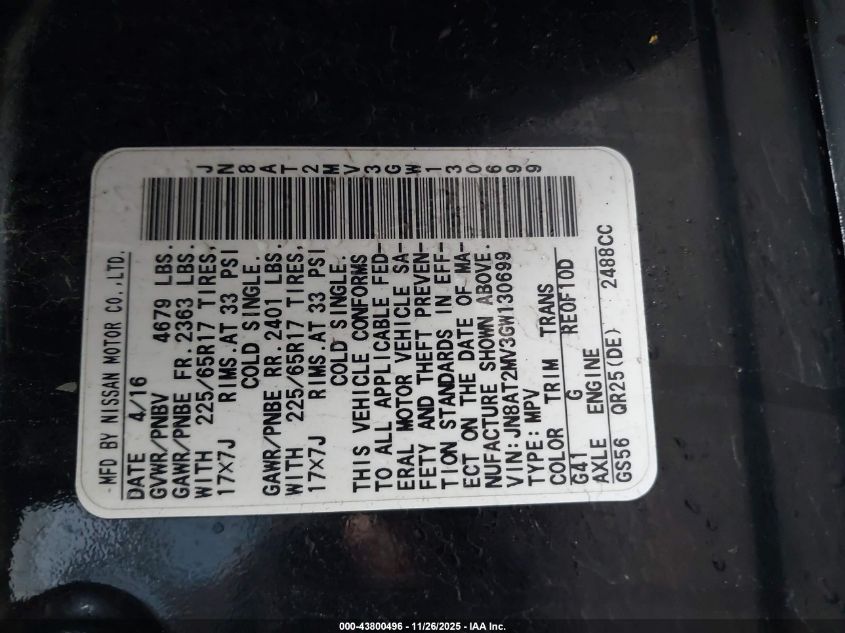 MFD BY NISSAN MOTOR CO.,LTD.
DATE 4/16
GVWR/PNBV 4679 LBS.
GAWR/PNBE FR. 2363 LBS.
WITH 225/65R17 TIRES,
17X7J RIMS.AT 33 PSI
COLD SINGLE.
GAWR/PNBE RR. 2401 LBS.
WITH 225/65R17 TIRES,
17X7J RIMS.AT 33 PSI
COLD SINGLE.
THIS VEHICLE CONFORMS
TO ALL APPLICABLE FED-
ERAL MOTOR VEHICLE SA-
FETY AND THEFT PREVEN-
TION STANDARDS IN EFF-
ECT ON THE DATE OF MA-
NUFACTURE SHOWN ABOVE.
VIN: JN8AT2MV3GW130699
TYPE: MPV
COLOR TRIM TRANS
G41 G RE0F10D
AXLE ENGINE
GS56 QR25(DE) 2488CC
JN8AT2MV3GW130699
000-43800496 - 11/26/2025 - IAA Inc.